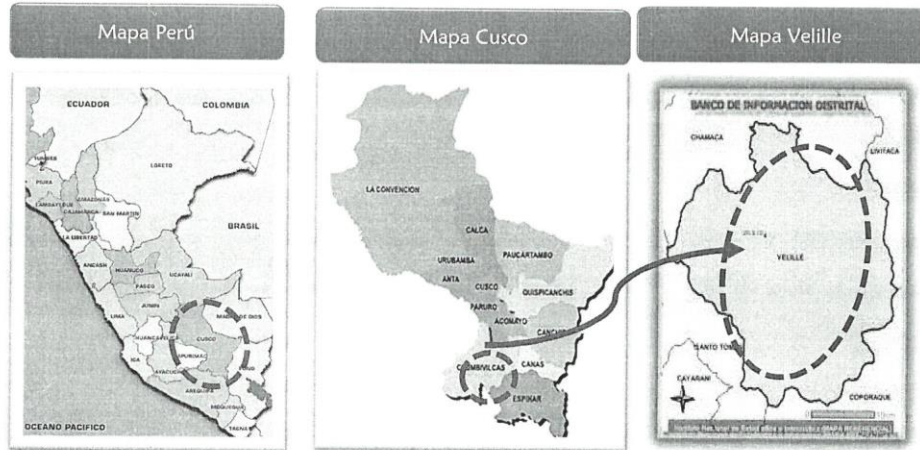 Mapa Perú
Mapa Cusco
Mapa Velille
ECUADOR
COLOMBIA
TUMBES
PIURA
LORETO
LAMBAYEQUE
AMAZONAS
CAJAMARCA
SAN MARTIN
BRASIL
LA LIBERTAD
ANCASH
HUANUCO
UCAYALI
PASCO
JUNIN
LIMA
MADRE DE DIOS
CUSCO
HUANCAVELICA
APURIMAC
ICA
AYACUCHO
PUNO
AREQUIPA
MOQUEGUA
TACNA
OCEANO PACIFICO
LA CONVENCIÓN
CALCA
URUBAMBA
PAUCARTAMBO
ANTA
CUSCO
QUISPICANCHIS
PARURO
ACOMAYO
CANCHIS
CHUMBIVILCAS
CANAS
ESPINAR
BANCO DE INFORMACION DISTRITAL
CHAMACA
LIVITACA
VELILLE
SANTO TOMAS
CAYARANI
COPORAQUE